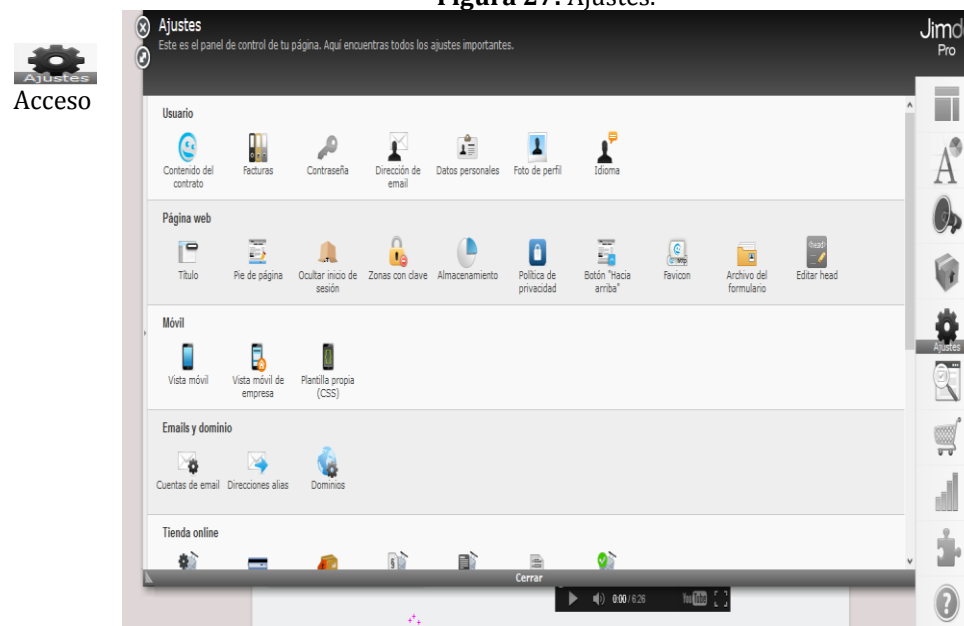 Figura 27. Ajustes.
Ajustes
Acceso
Ajustes
Este es el panel de control de tu página. Aquí encuentras todos los ajustes importantes.
Jimd
Pro
Usuario
Contenido del contrato
Facturas
Contraseña
Dirección de email
Datos personales
Foto de perfil
Idioma
Página web
Título
Pie de página
Ocultar inicio de sesión
Zonas con clave
Almacenamiento
Política de privacidad
Botón "Hacia arriba"
Favicon
Archivo del formulario
<head>
Editar head
Móvil
Vista móvil
Vista móvil de empresa
Plantilla propia (CSS)
Ajustes
Emails y dominio
Cuentas de email
Direcciones alias
Dominios
Tienda online
Cerrar
0:00 / 6:26
YouTube